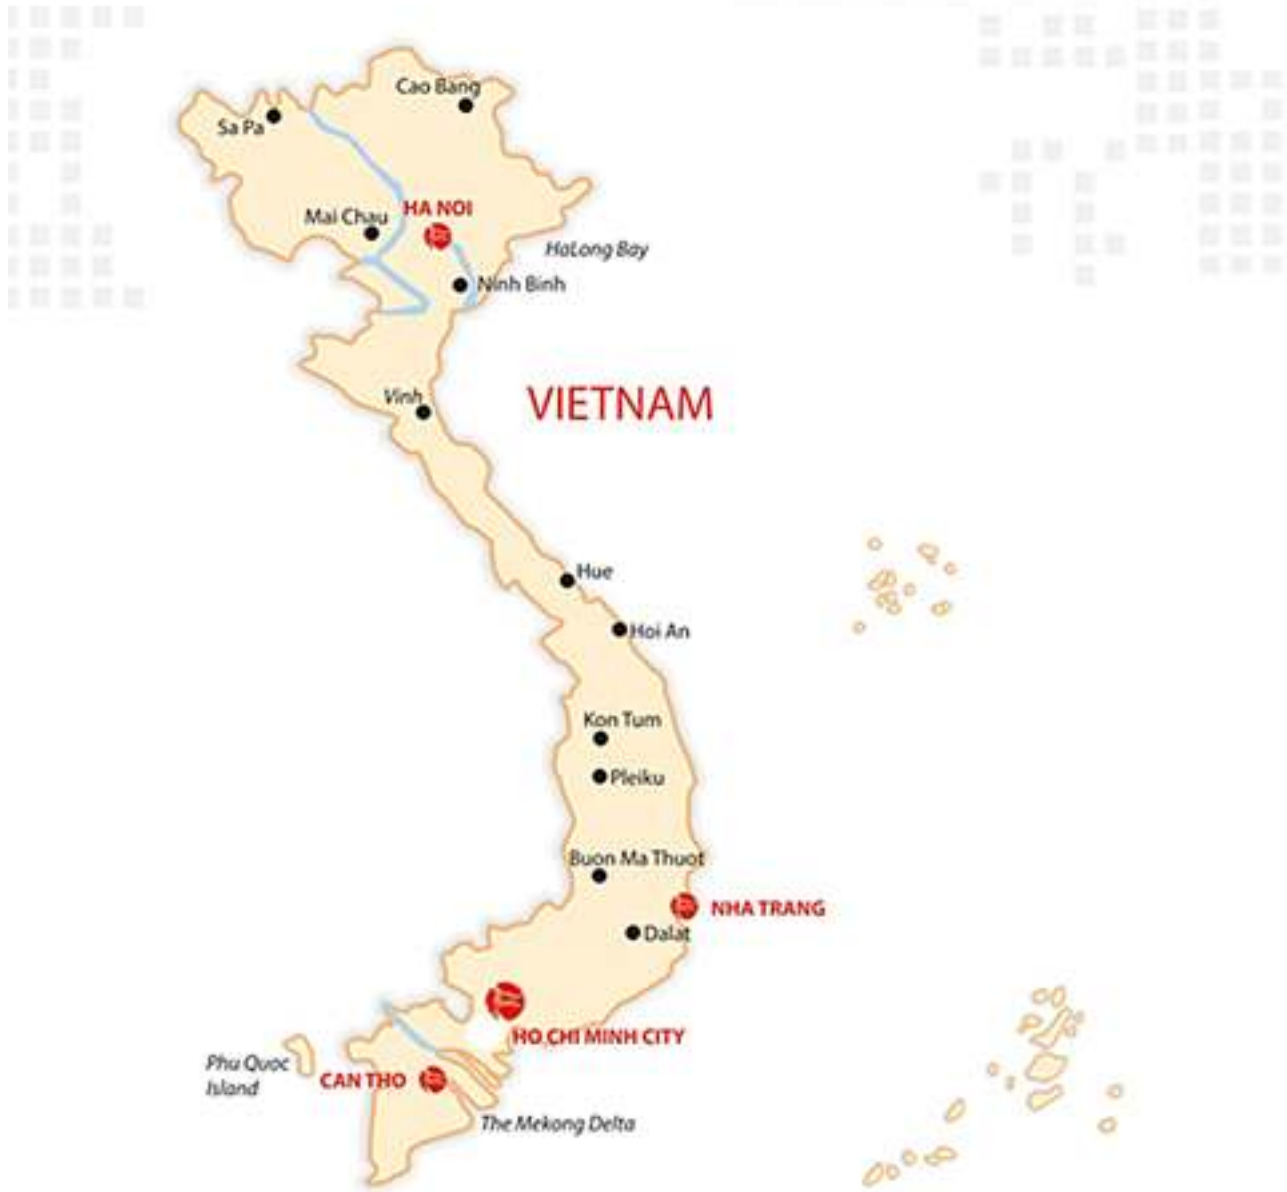 Cao Bang
Sa Pa
HA NOI
Mai Chau
HaLong Bay
Ninh Binh
Vinh
VIETNAM
Hue
Hoi An
Kon Tum
Pleiku
Buon Ma Thuot
NHA TRANG
Dalat
HO CHI MINH CITY
Phu Quoc
Island
CAN THO
The Mekong Delta